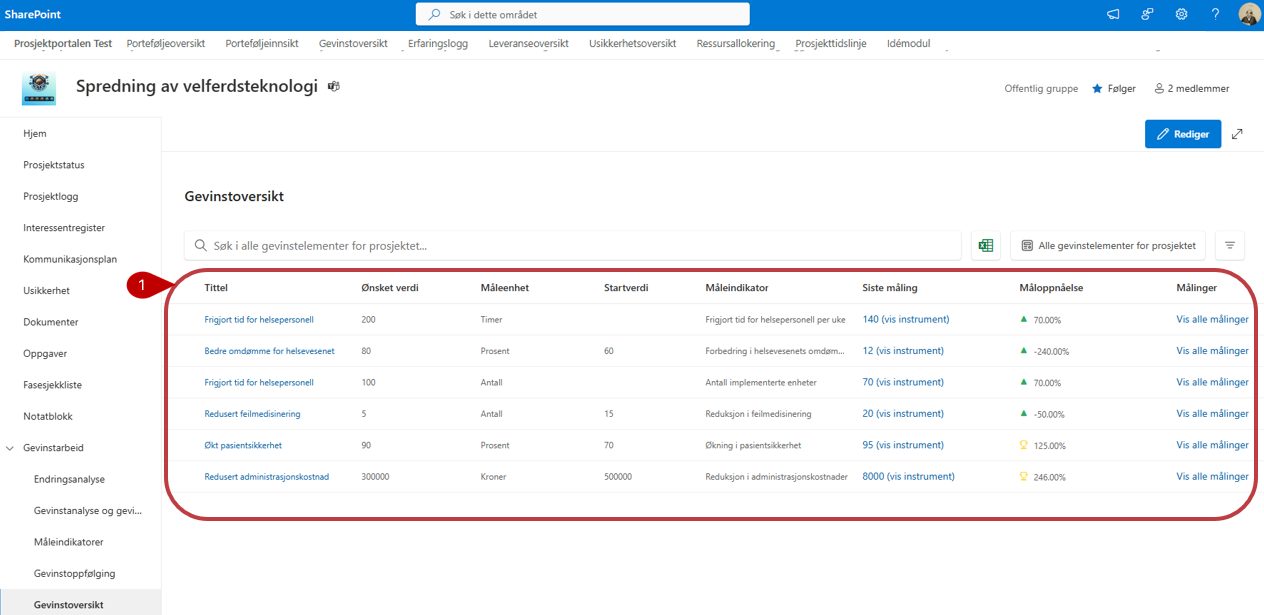 SharePoint
Søk i dette området
Prosjektportalen Test Porteføljeoversikt Porteføljeinnsikt Gevinstoversikt Erfaringslogg Leveranseoversikt Usikkerhetsoversikt Ressursallokering Prosjekttidslinje Idémodul
Spredning av velferdsteknologi
Offentlig gruppe Følger 2 medlemmer
Hjem
Prosjektstatus
Prosjektlogg
Interessentregister
Kommunikasjonsplan
Usikkerhet
Dokumenter
Oppgaver
Fasesjekkliste
Notatblokk
Gevinstarbeid
Endringsanalyse
Gevinstanalyse og gevi...
Måleindikatorer
Gevinstoppfølging
Gevinstoversikt
Rediger
Gevinstoversikt
Søk i alle gevinstelementer for prosjektet...
Alle gevinstelementer for prosjektet
1
Tittel Ønsket verdi Måleenhet Startverdi Måleindikator Siste måling Måloppnåelse Målinger
Frigjort tid for helsepersonell 200 Timer Frigjort tid for helsepersonell per uke 140 (vis instrument) 70.00% Vis alle målinger
Bedre omdømme for helsevesenet 80 Prosent 60 Forbedring i helsevesenets omdøm... 12 (vis instrument) -240.00% Vis alle målinger
Frigjort tid for helsepersonell 100 Antall Antall implementerte enheter 70 (vis instrument) 70.00% Vis alle målinger
Redusert feilmedisinering 5 Antall 15 Reduksjon i feilmedisinering 20 (vis instrument) -50.00% Vis alle målinger
Økt pasientsikkerhet 90 Prosent 70 Økning i pasientsikkerhet 95 (vis instrument) 125.00% Vis alle målinger
Redusert administrasjonskostnad 300000 Kroner 500000 Reduksjon i administrasjonskostnader 8000 (vis instrument) 246.00% Vis alle målinger